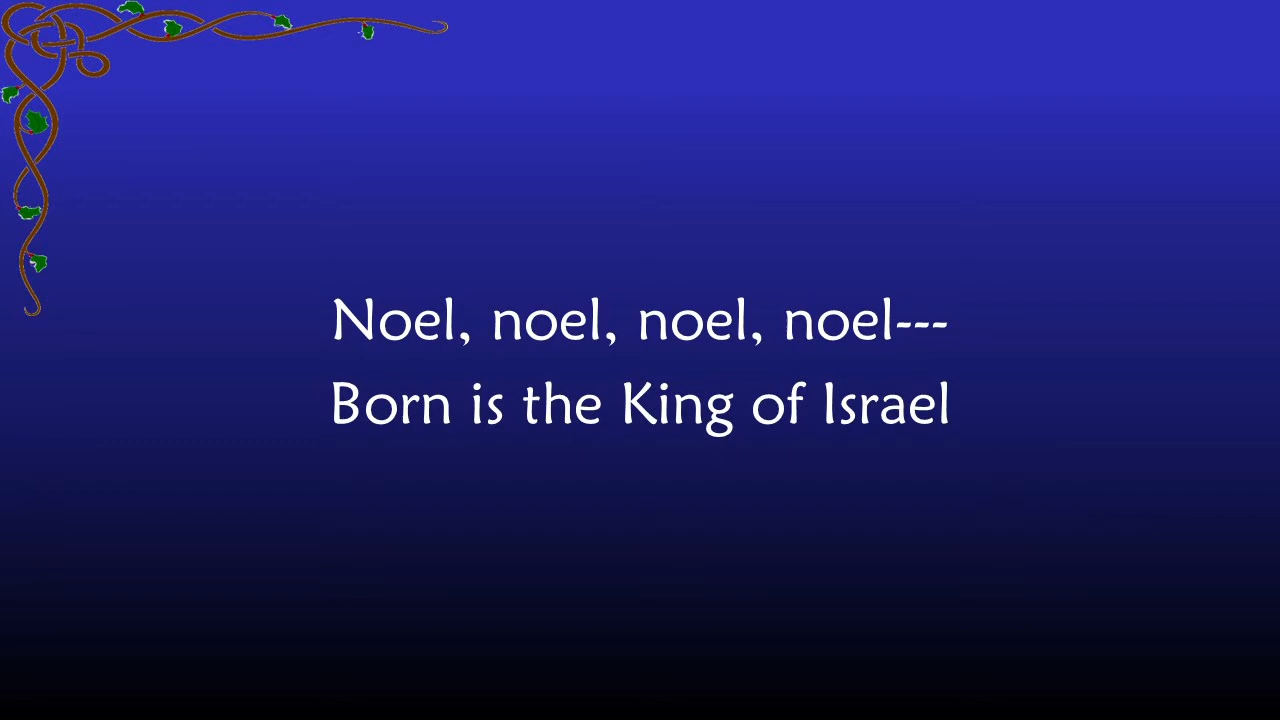 Noel, noel, noel, noel---
Born is the King of Israel